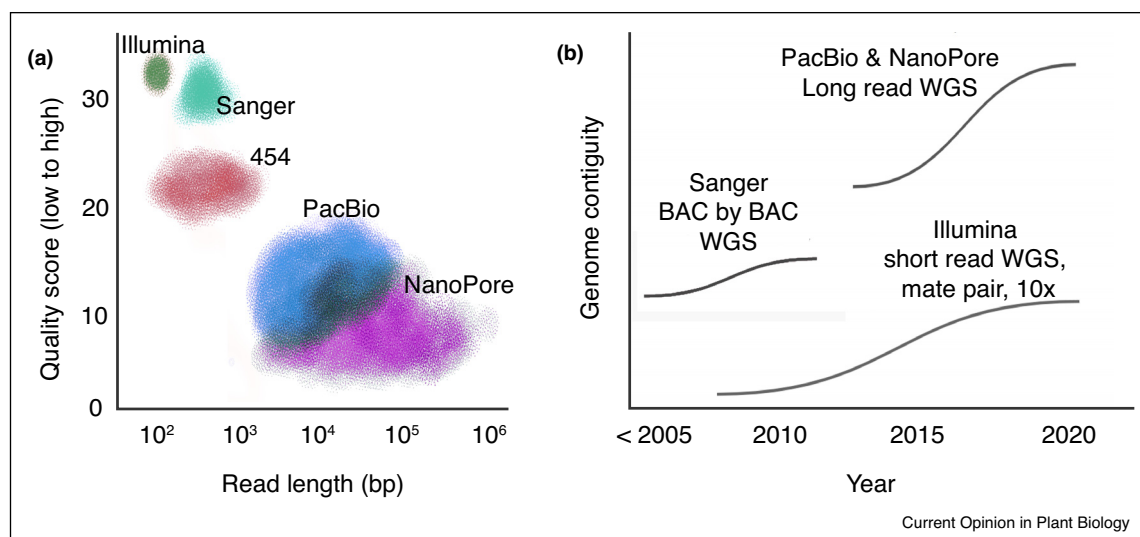 (a)
Illumina
Sanger
454
PacBio
NanoPore
Quality score (low to high)
30
20
10
0
10²
10³
10⁴
10⁵
10⁶
Read length (bp)
(b)
PacBio & NanoPore
Long read WGS
Sanger
BAC by BAC
WGS
Illumina
short read WGS,
mate pair, 10x
Genome contiguity
< 2005
2010
2015
2020
Year
Current Opinion in Plant Biology